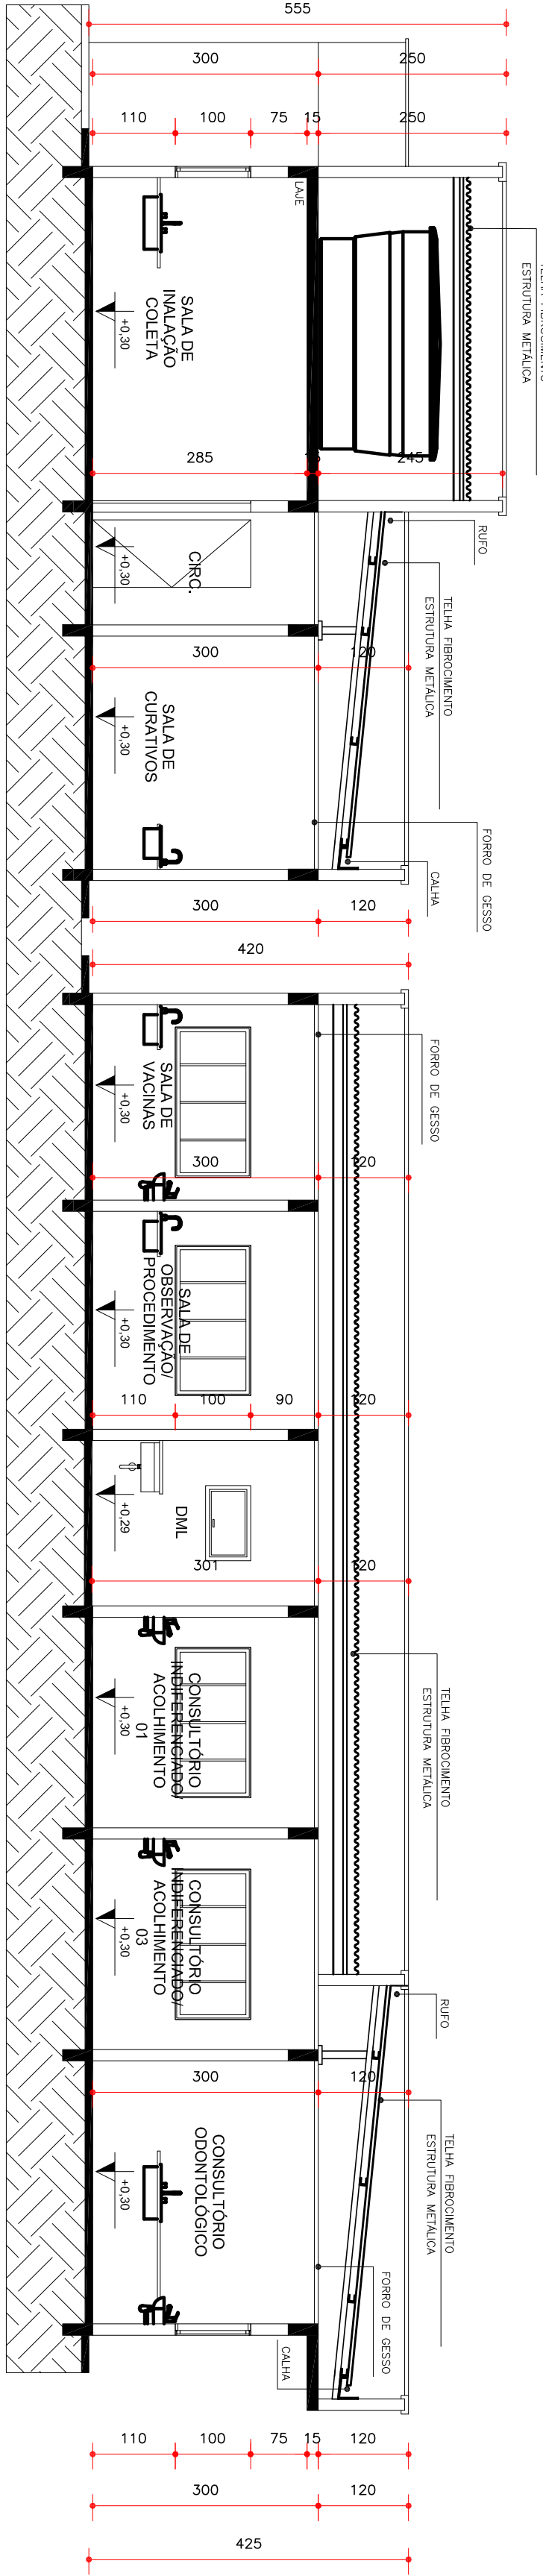 555
300
250
110
100
75
15
250
LAJE
TELHA FIBROCIMENTO
ESTRUTURA METÁLICA
SALA DE
INALAÇÃO
COLETA
+0,30
285
15
245
RUFO
CIRC.
+0,30
TELHA FIBROCIMENTO
ESTRUTURA METÁLICA
300
120
SALA DE
CURATIVOS
+0,30
FORRO DE GESSO
CALHA
300
120
420
FORRO DE GESSO
SALA DE
VACINAS
+0,30
300
120
SALA DE
OBSERVAÇÃO/
PROCEDIMENTO
+0,30
110
100
90
120
DML
+0,29
301
120
CONSULTÓRIO
INDIFERENCIADO/
ACOLHIMENTO
01
+0,30
TELHA FIBROCIMENTO
ESTRUTURA METÁLICA
CONSULTÓRIO
INDIFERENCIADO/
ACOLHIMENTO
03
+0,30
RUFO
300
120
TELHA FIBROCIMENTO
ESTRUTURA METÁLICA
CONSULTÓRIO
ODONTOLÓGICO
+0,30
FORRO DE GESSO
CALHA
110
100
75
15
120
300
120
425